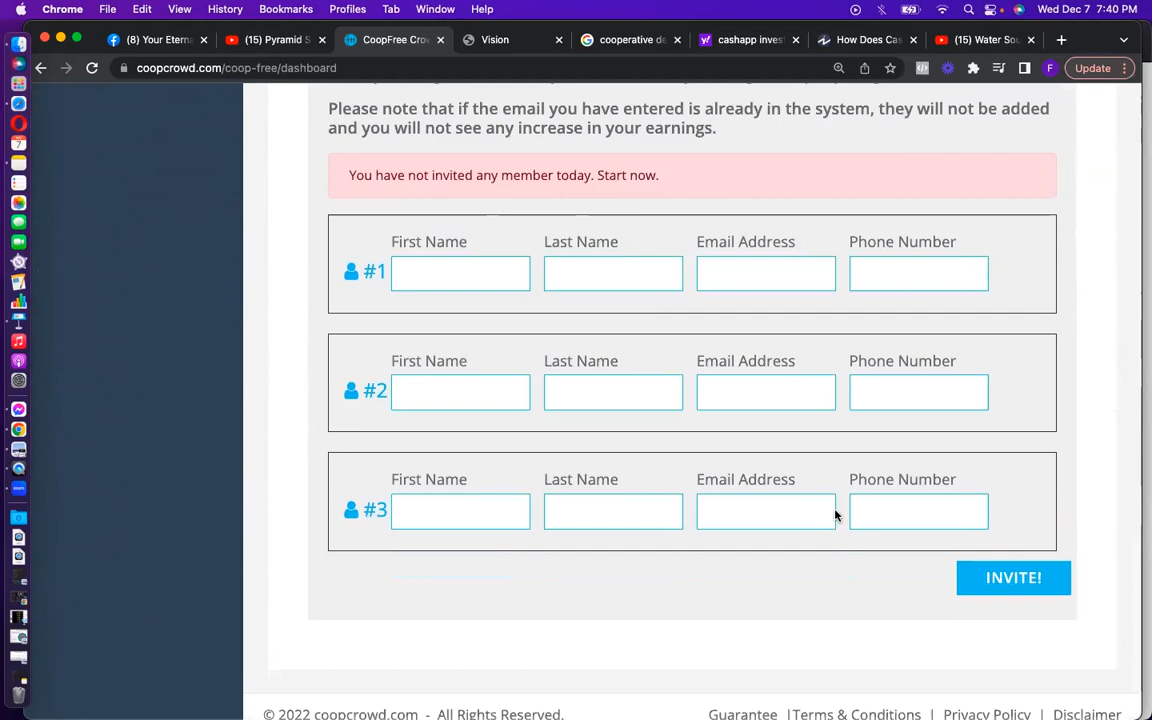 Chrome File Edit View History Bookmarks Profiles Tab Window Help Wed Dec 7 7:40 PM
(8) Your Etern (15) Pyramid S CoopFree Crow Vision cooperative de cashapp inves How Does Cas (15) Water Sou
coopcrowd.com/coop-free/dashboard F Update
Please note that if the email you have entered is already in the system, they will not be added
and you will not see any increase in your earnings.
You have not invited any member today. Start now.
First Name Last Name Email Address Phone Number
#1
First Name Last Name Email Address Phone Number
#2
First Name Last Name Email Address Phone Number
#3
INVITE!
© 2022 coopcrowd.com - All Rights Reserved. Guarantee |Terms & Conditions | Privacy Policy | Disclaimer